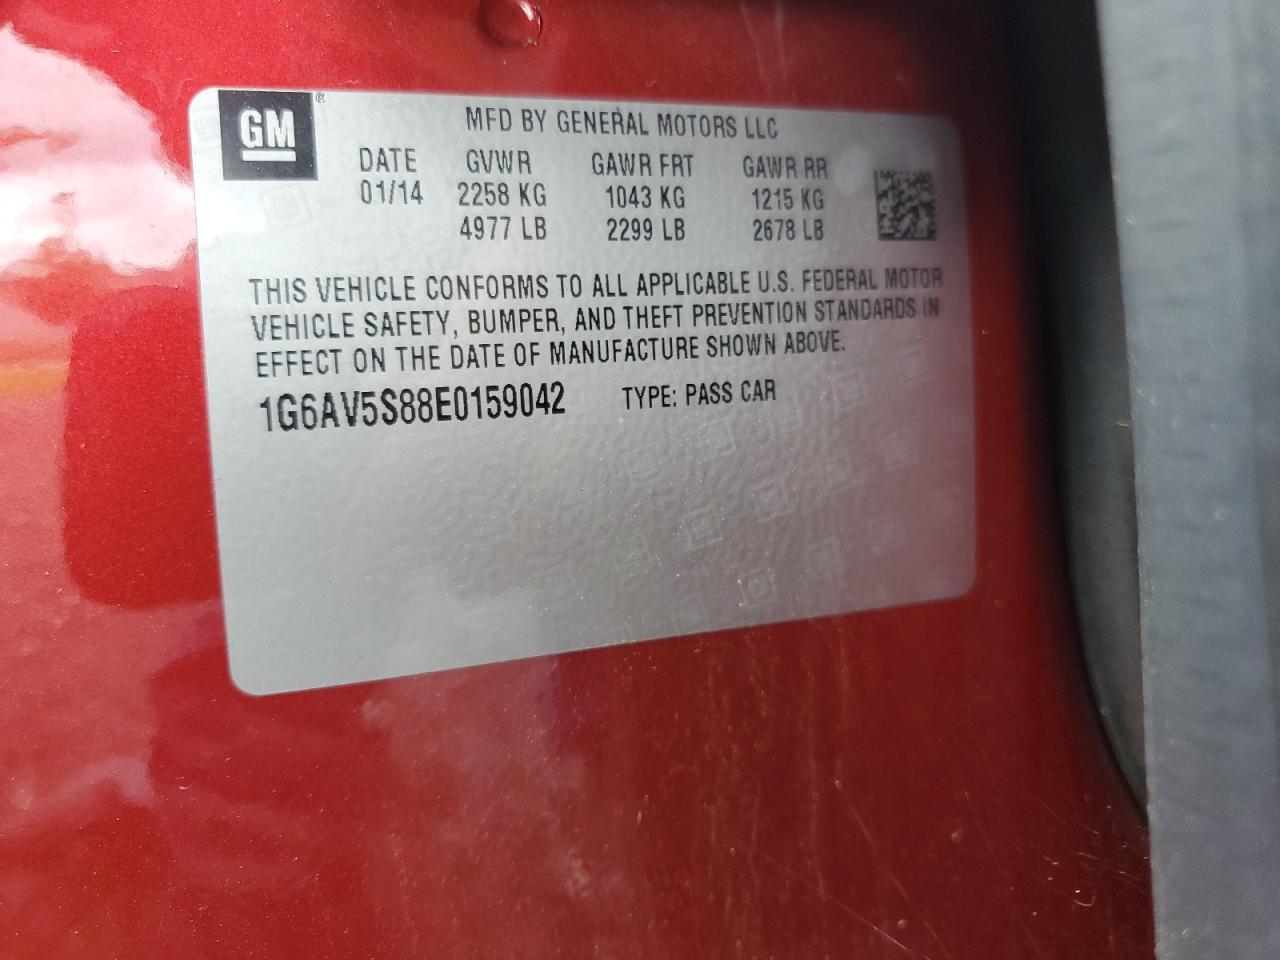 GM®
MFD BY GENERAL MOTORS LLC
DATE GVWR GAWR FRT GAWR RR
01/14 2258 KG 1043 KG 1215 KG
4977 LB 2299 LB 2678 LB
THIS VEHICLE CONFORMS TO ALL APPLICABLE U.S. FEDERAL MOTOR
VEHICLE SAFETY, BUMPER, AND THEFT PREVENTION STANDARDS IN
EFFECT ON THE DATE OF MANUFACTURE SHOWN ABOVE.
1G6AV5S88E0159042 TYPE: PASS CAR